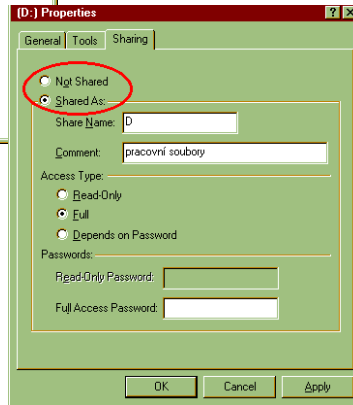 (D:) Properties
General Tools Sharing
Not Shared
Shared As:
Share Name: D
Comment: pracovní soubory
Access Type:
Read-Only
Full
Depends on Password
Passwords:
Read-Only Password:
Full Access Password:
OK Cancel Apply